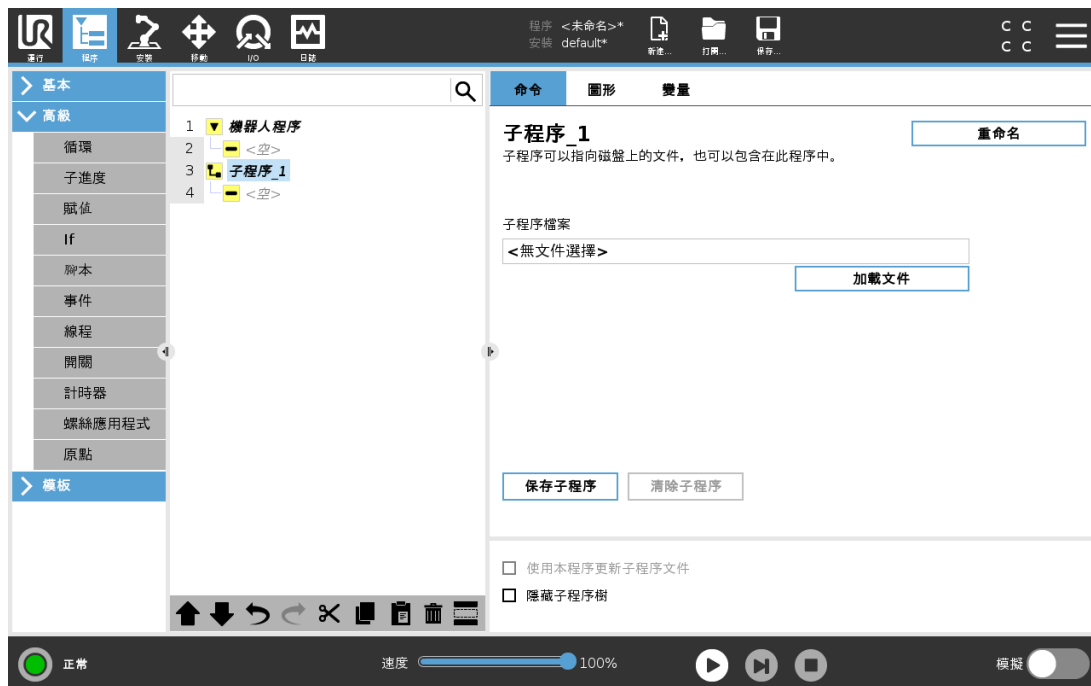 程序 <未命名>*
安裝 default*
C C
C C
運行
程序
安裝
移動
I/O
日誌
新建...
打開...
保存...
基本
高級
循環
子進度
賦值
If
腳本
事件
線程
開關
計時器
螺絲應用程式
原點
模板
1 機器人程序
2 <空>
3 子程序_1
4 <空>
命令 圖形 變量
子程序_1
重命名
子程序可以指向磁盤上的文件，也可以包含在此程序中。
子程序檔案
<無文件選擇>
加載文件
保存子程序
清除子程序
使用本程序更新子程序文件
隱藏子程序樹
正常
速度
100%
模擬